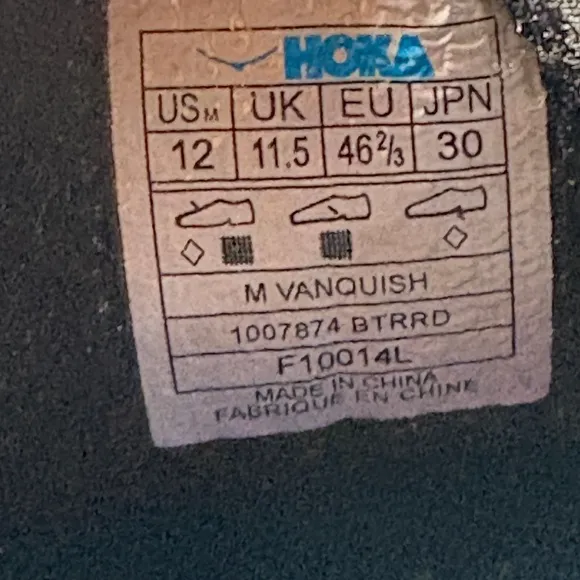 HOKA
USM UK EU JPN
12 11.5 46⅔ 30
M VANQUISH
1007874 BTRRD
F10014L
MADE IN CHINA
FABRIQUE EN CHINE